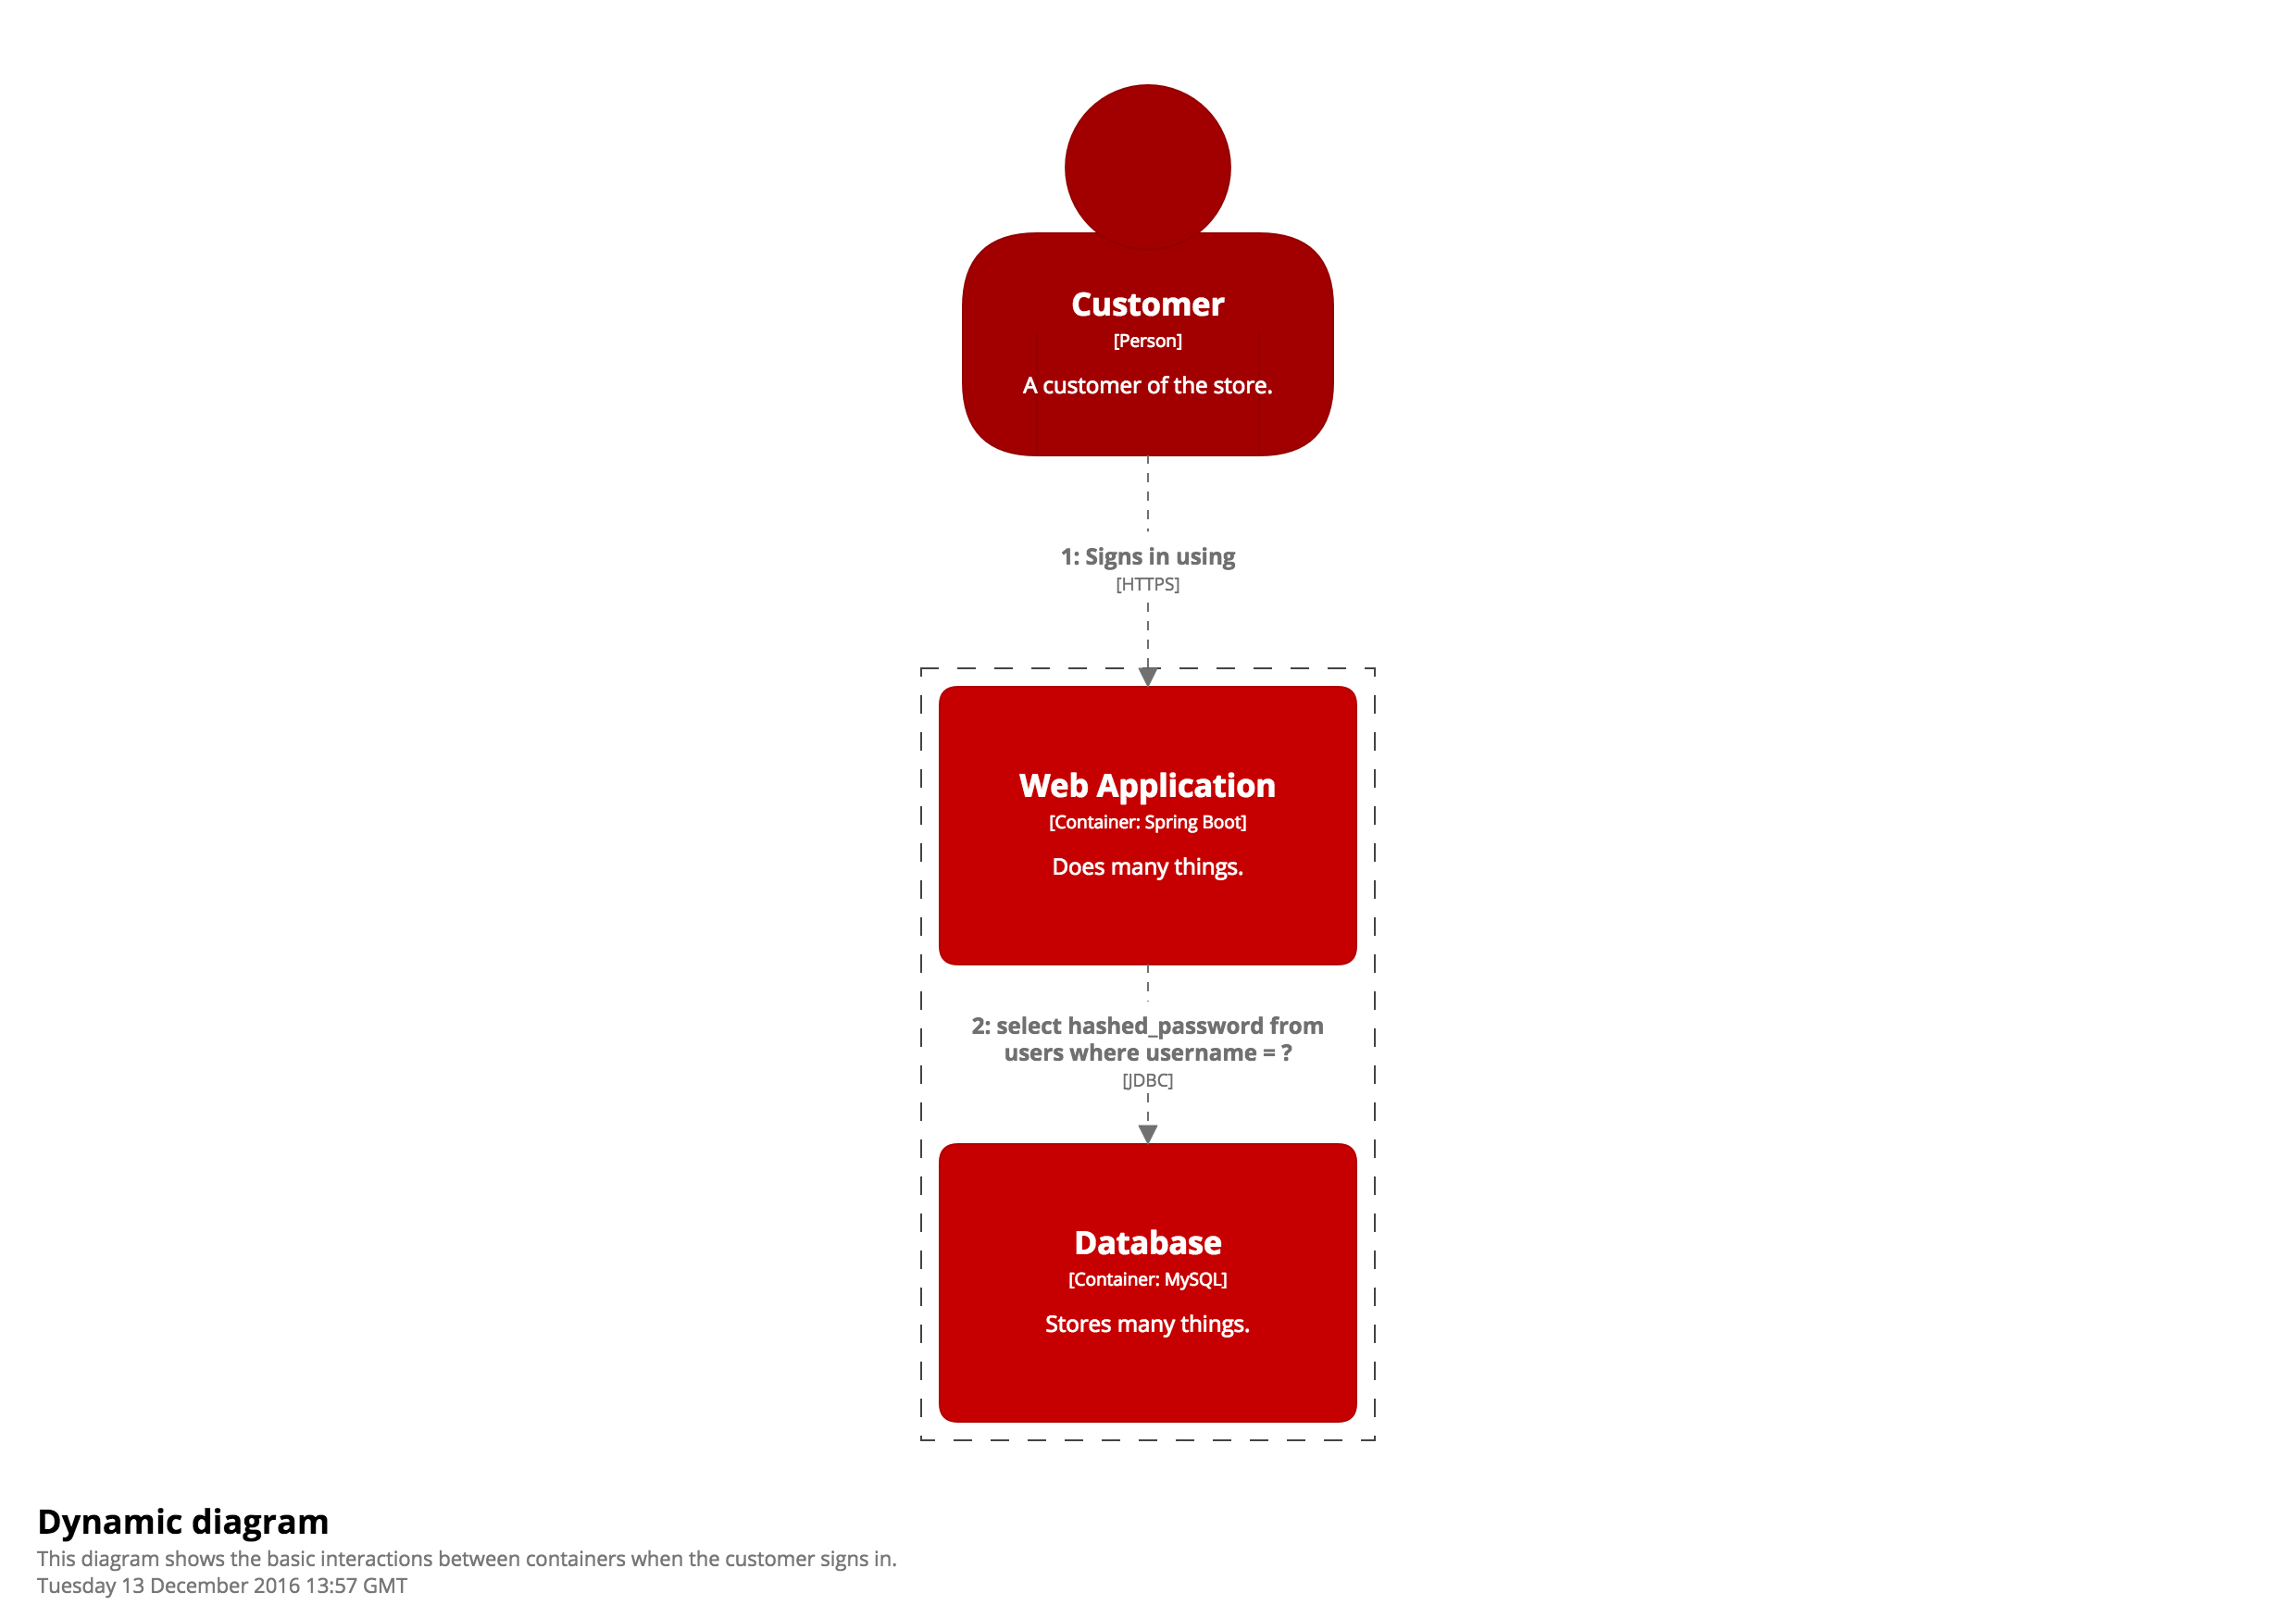 Customer
[Person]
A customer of the store.
1: Signs in using
[HTTPS]
Web Application
[Container: Spring Boot]
Does many things.
2: select hashed_password from
users where username = ?
[JDBC]
Database
[Container: MySQL]
Stores many things.
Dynamic diagram
This diagram shows the basic interactions between containers when the customer signs in.
Tuesday 13 December 2016 13:57 GMT